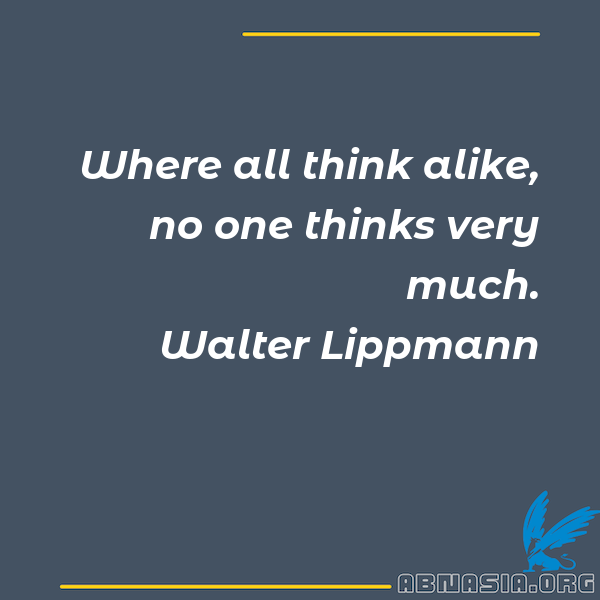 Where all think alike,
no one thinks very
much.
Walter Lippmann
ABNASIA.ORG